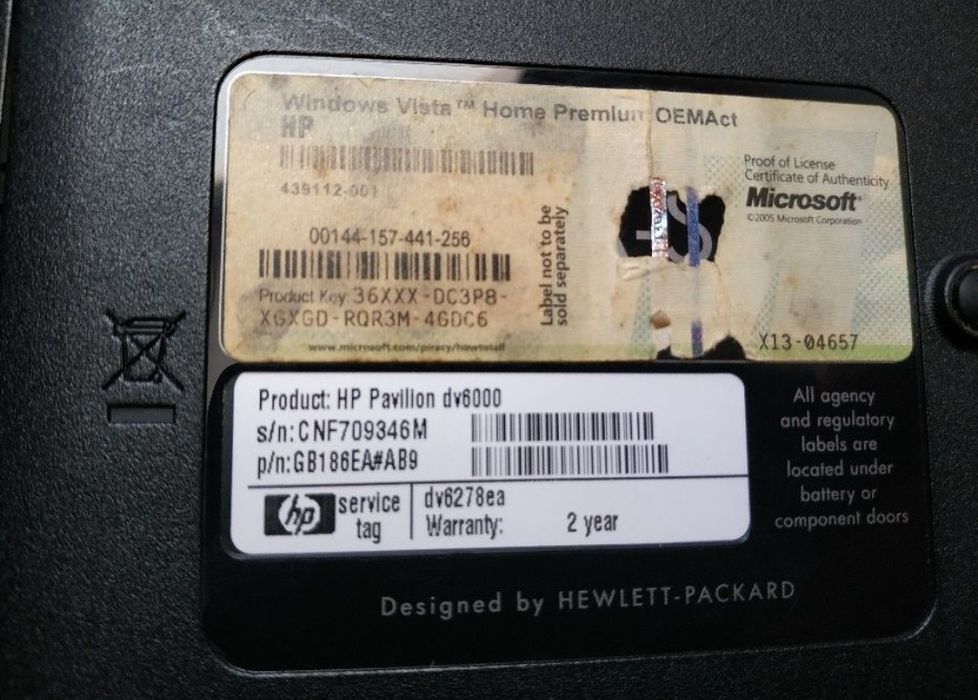 Windows Vista™ Home Premium OEMAct
HP
439112-001
00144-157-441-256
Product Key: 36XXX-DC3P8-
XGXGD-RQR3M-4GDC6
www.microsoft.com/piracy/howtotell
Label not to be
sold separately
GS
Proof of License
Certificate of Authenticity
Microsoft®
©2005 Microsoft Corporation
X13-04657
Product: HP Pavilion dv6000
s/n:CNF709346M
p/n:GB186EA#AB9
hp
service
tag
dv6278ea
Warranty: 2 year
All agency
and regulatory
labels are
located under
battery or
component doors
Designed by HEWLETT-PACKARD